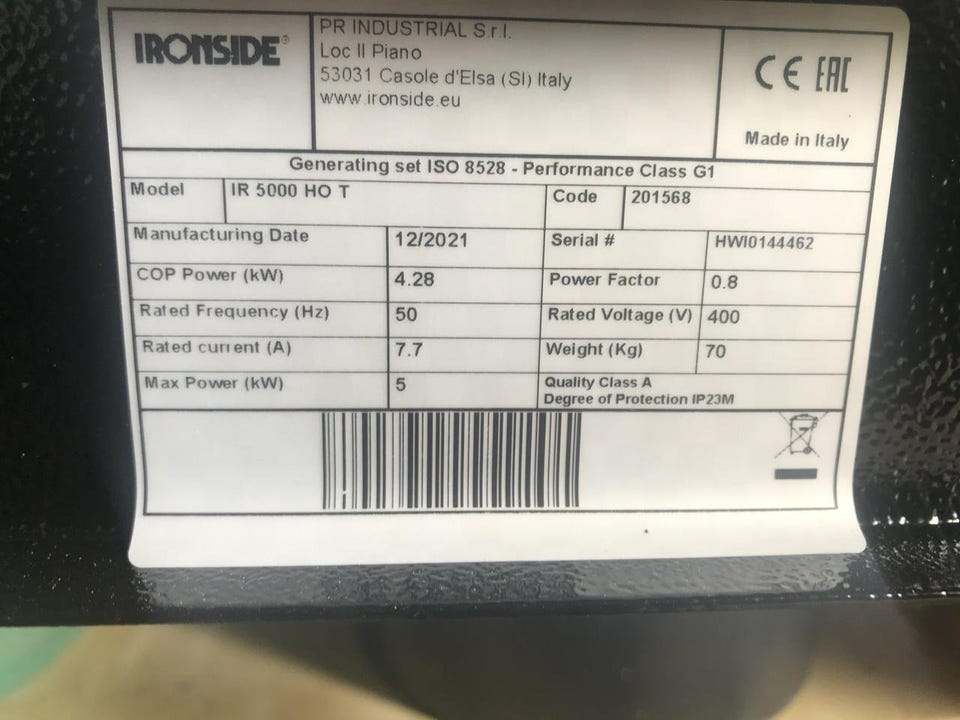 IRONSIDE®
PR INDUSTRIAL S.r.l.
Loc Il Piano
53031 Casole d'Elsa (SI) Italy
www.ironside.eu
CE EAC
Made in Italy
Generating set ISO 8528 - Performance Class G1
Model IR 5000 HO T Code 201568
Manufacturing Date 12/2021 Serial # HWI0144462
COP Power (kW) 4.28 Power Factor 0.8
Rated Frequency (Hz) 50 Rated Voltage (V) 400
Rated current (A) 7.7 Weight (Kg) 70
Max Power (kW) 5 Quality Class A
Degree of Protection IP23M